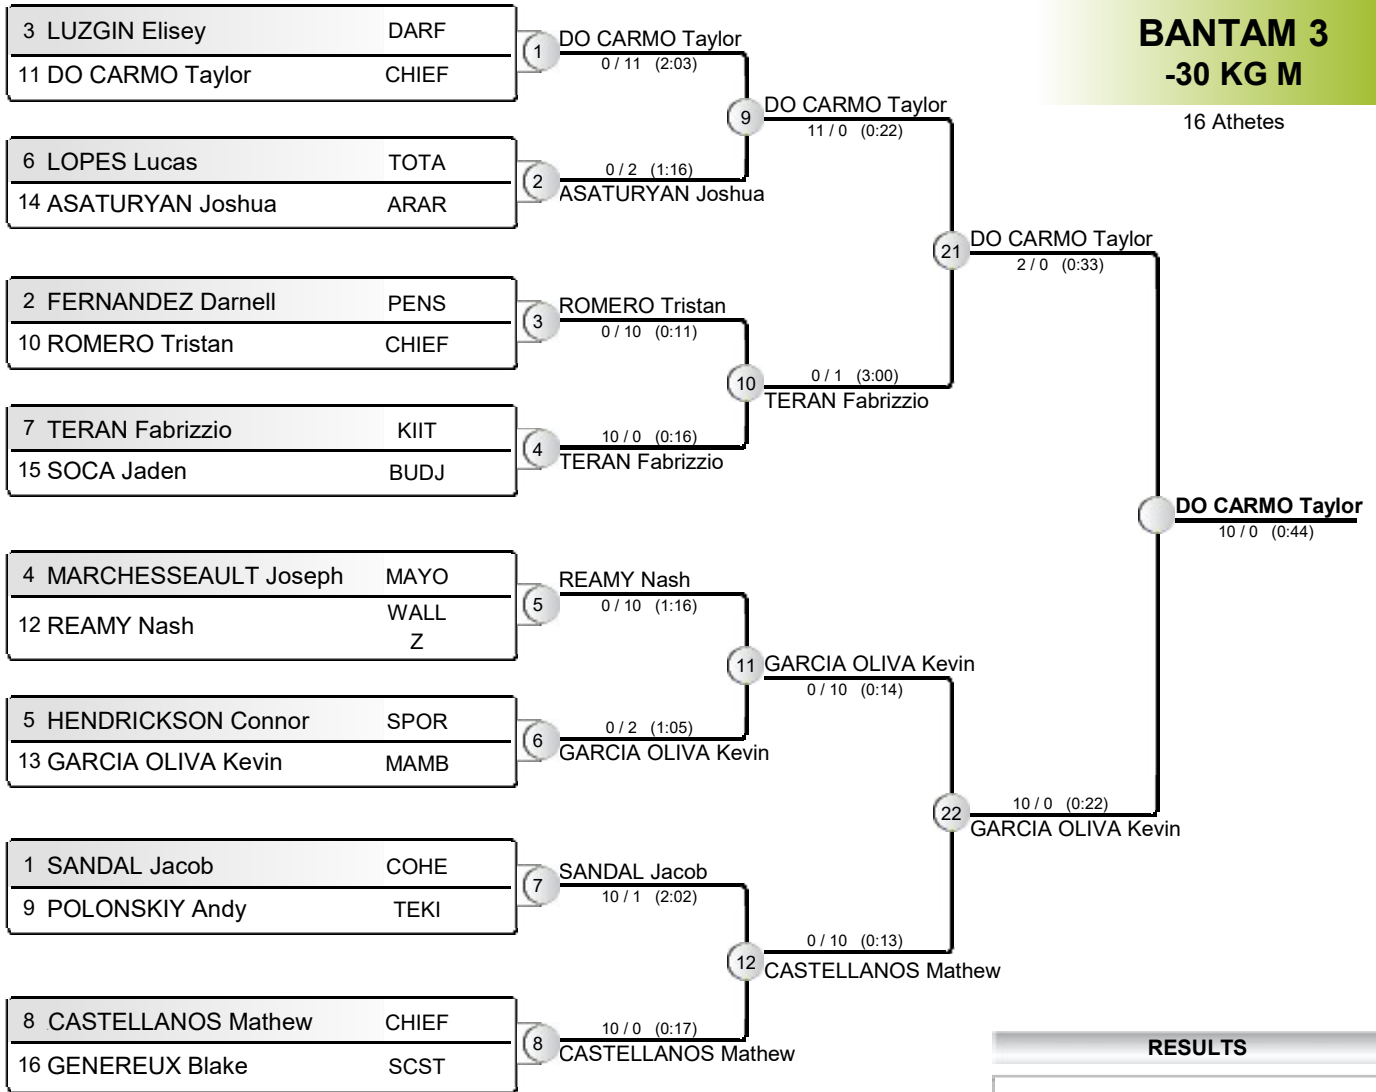 BANTAM 3
-30 KG M
16 Athetes
3 LUZGIN Elisey DARF
11 DO CARMO Taylor CHIEF
1
DO CARMO Taylor
0 / 11 (2:03)
6 LOPES Lucas TOTA
14 ASATURYAN Joshua ARAR
2
0 / 2 (1:16)
ASATURYAN Joshua
9
DO CARMO Taylor
11 / 0 (0:22)
2 FERNANDEZ Darnell PENS
10 ROMERO Tristan CHIEF
3
ROMERO Tristan
0 / 10 (0:11)
7 TERAN Fabrizzio KIIT
15 SOCA Jaden BUDJ
4
10 / 0 (0:16)
TERAN Fabrizzio
10
0 / 1 (3:00)
TERAN Fabrizzio
21
DO CARMO Taylor
2 / 0 (0:33)
4 MARCHESSEAULT Joseph MAYO
12 REAMY Nash WALL
Z
5
REAMY Nash
0 / 10 (1:16)
5 HENDRICKSON Connor SPOR
13 GARCIA OLIVA Kevin MAMB
6
0 / 2 (1:05)
GARCIA OLIVA Kevin
11
GARCIA OLIVA Kevin
0 / 10 (0:14)
1 SANDAL Jacob COHE
9 POLONSKIY Andy TEKI
7
SANDAL Jacob
10 / 1 (2:02)
8 CASTELLANOS Mathew CHIEF
16 GENEREUX Blake SCST
8
10 / 0 (0:17)
CASTELLANOS Mathew
12
0 / 10 (0:13)
CASTELLANOS Mathew
22
10 / 0 (0:22)
GARCIA OLIVA Kevin
DO CARMO Taylor
10 / 0 (0:44)
RESULTS